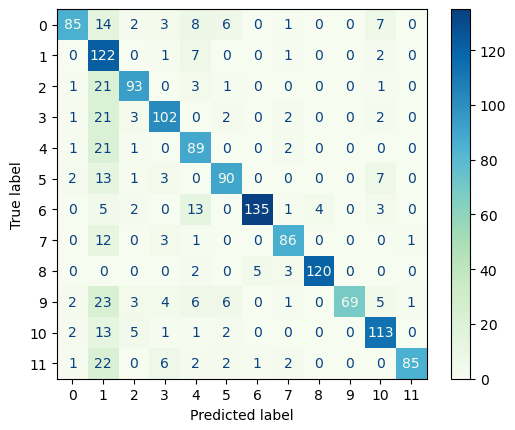 0 85 14 2 3 8 6 0 1 0 0 7 0
1 0 122 0 1 7 0 0 1 0 0 2 0
2 1 21 93 0 3 1 0 0 0 0 1 0
3 1 21 3 102 0 2 0 2 0 0 2 0
4 1 21 1 0 89 0 0 2 0 0 0 0
5 2 13 1 3 0 90 0 0 0 0 7 0
6 0 5 2 0 13 0 135 1 4 0 3 0
7 0 12 0 3 1 0 0 86 0 0 0 1
8 0 0 0 0 2 0 5 3 120 0 0 0
9 2 23 3 4 6 6 0 1 0 69 5 1
10 2 13 5 1 1 2 0 0 0 0 113 0
11 1 22 0 6 2 2 1 2 0 0 0 85
0 1 2 3 4 5 6 7 8 9 10 11
Predicted label
True label
120
100
80
60
40
20
0